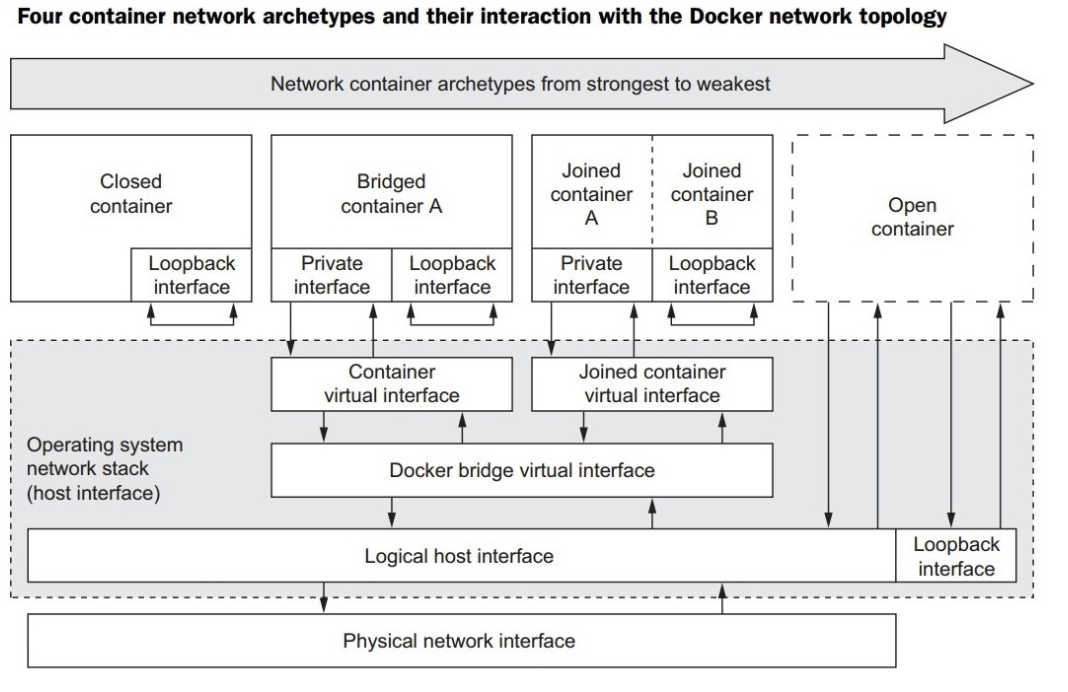 Four container network archetypes and their interaction with the Docker network topology
Network container archetypes from strongest to weakest
Closed
container
Loopback
interface
Bridged
container A
Private
interface
Loopback
interface
Joined
container
A
Joined
container
B
Private
interface
Loopback
interface
Open
container
Container
virtual interface
Joined container
virtual interface
Operating system
network stack
(host interface)
Docker bridge virtual interface
Logical host interface
Loopback
interface
Physical network interface